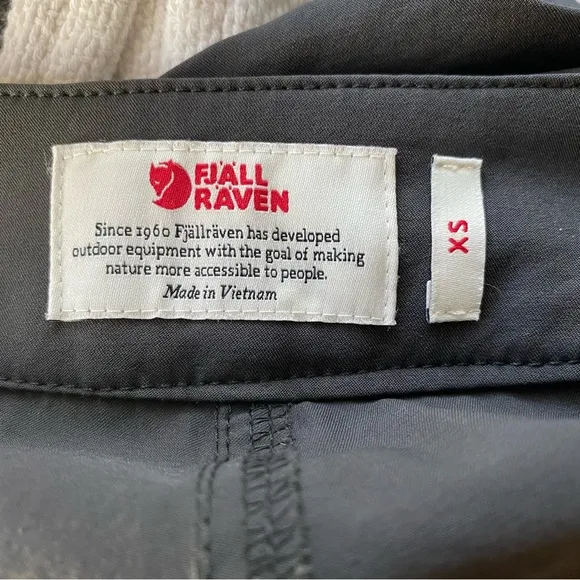 FJÄLL
RÄVEN
Since 1960 Fjällräven has developed
outdoor equipment with the goal of making
nature more accessible to people.
Made in Vietnam
XS